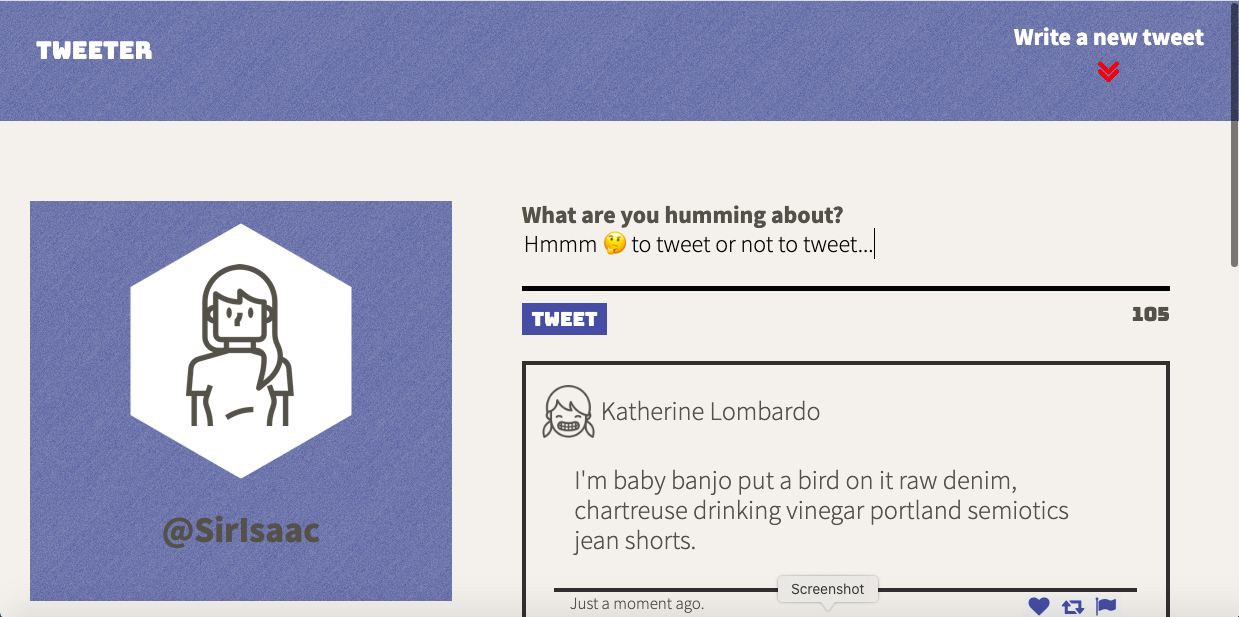 TWEETER
Write a new tweet
@SirIsaac
What are you humming about?
Hmmm 🤔 to tweet or not to tweet...
TWEET
105
Katherine Lombardo
I'm baby banjo put a bird on it raw denim,
chartreuse drinking vinegar portland semiotics
jean shorts.
Just a moment ago.
Screenshot